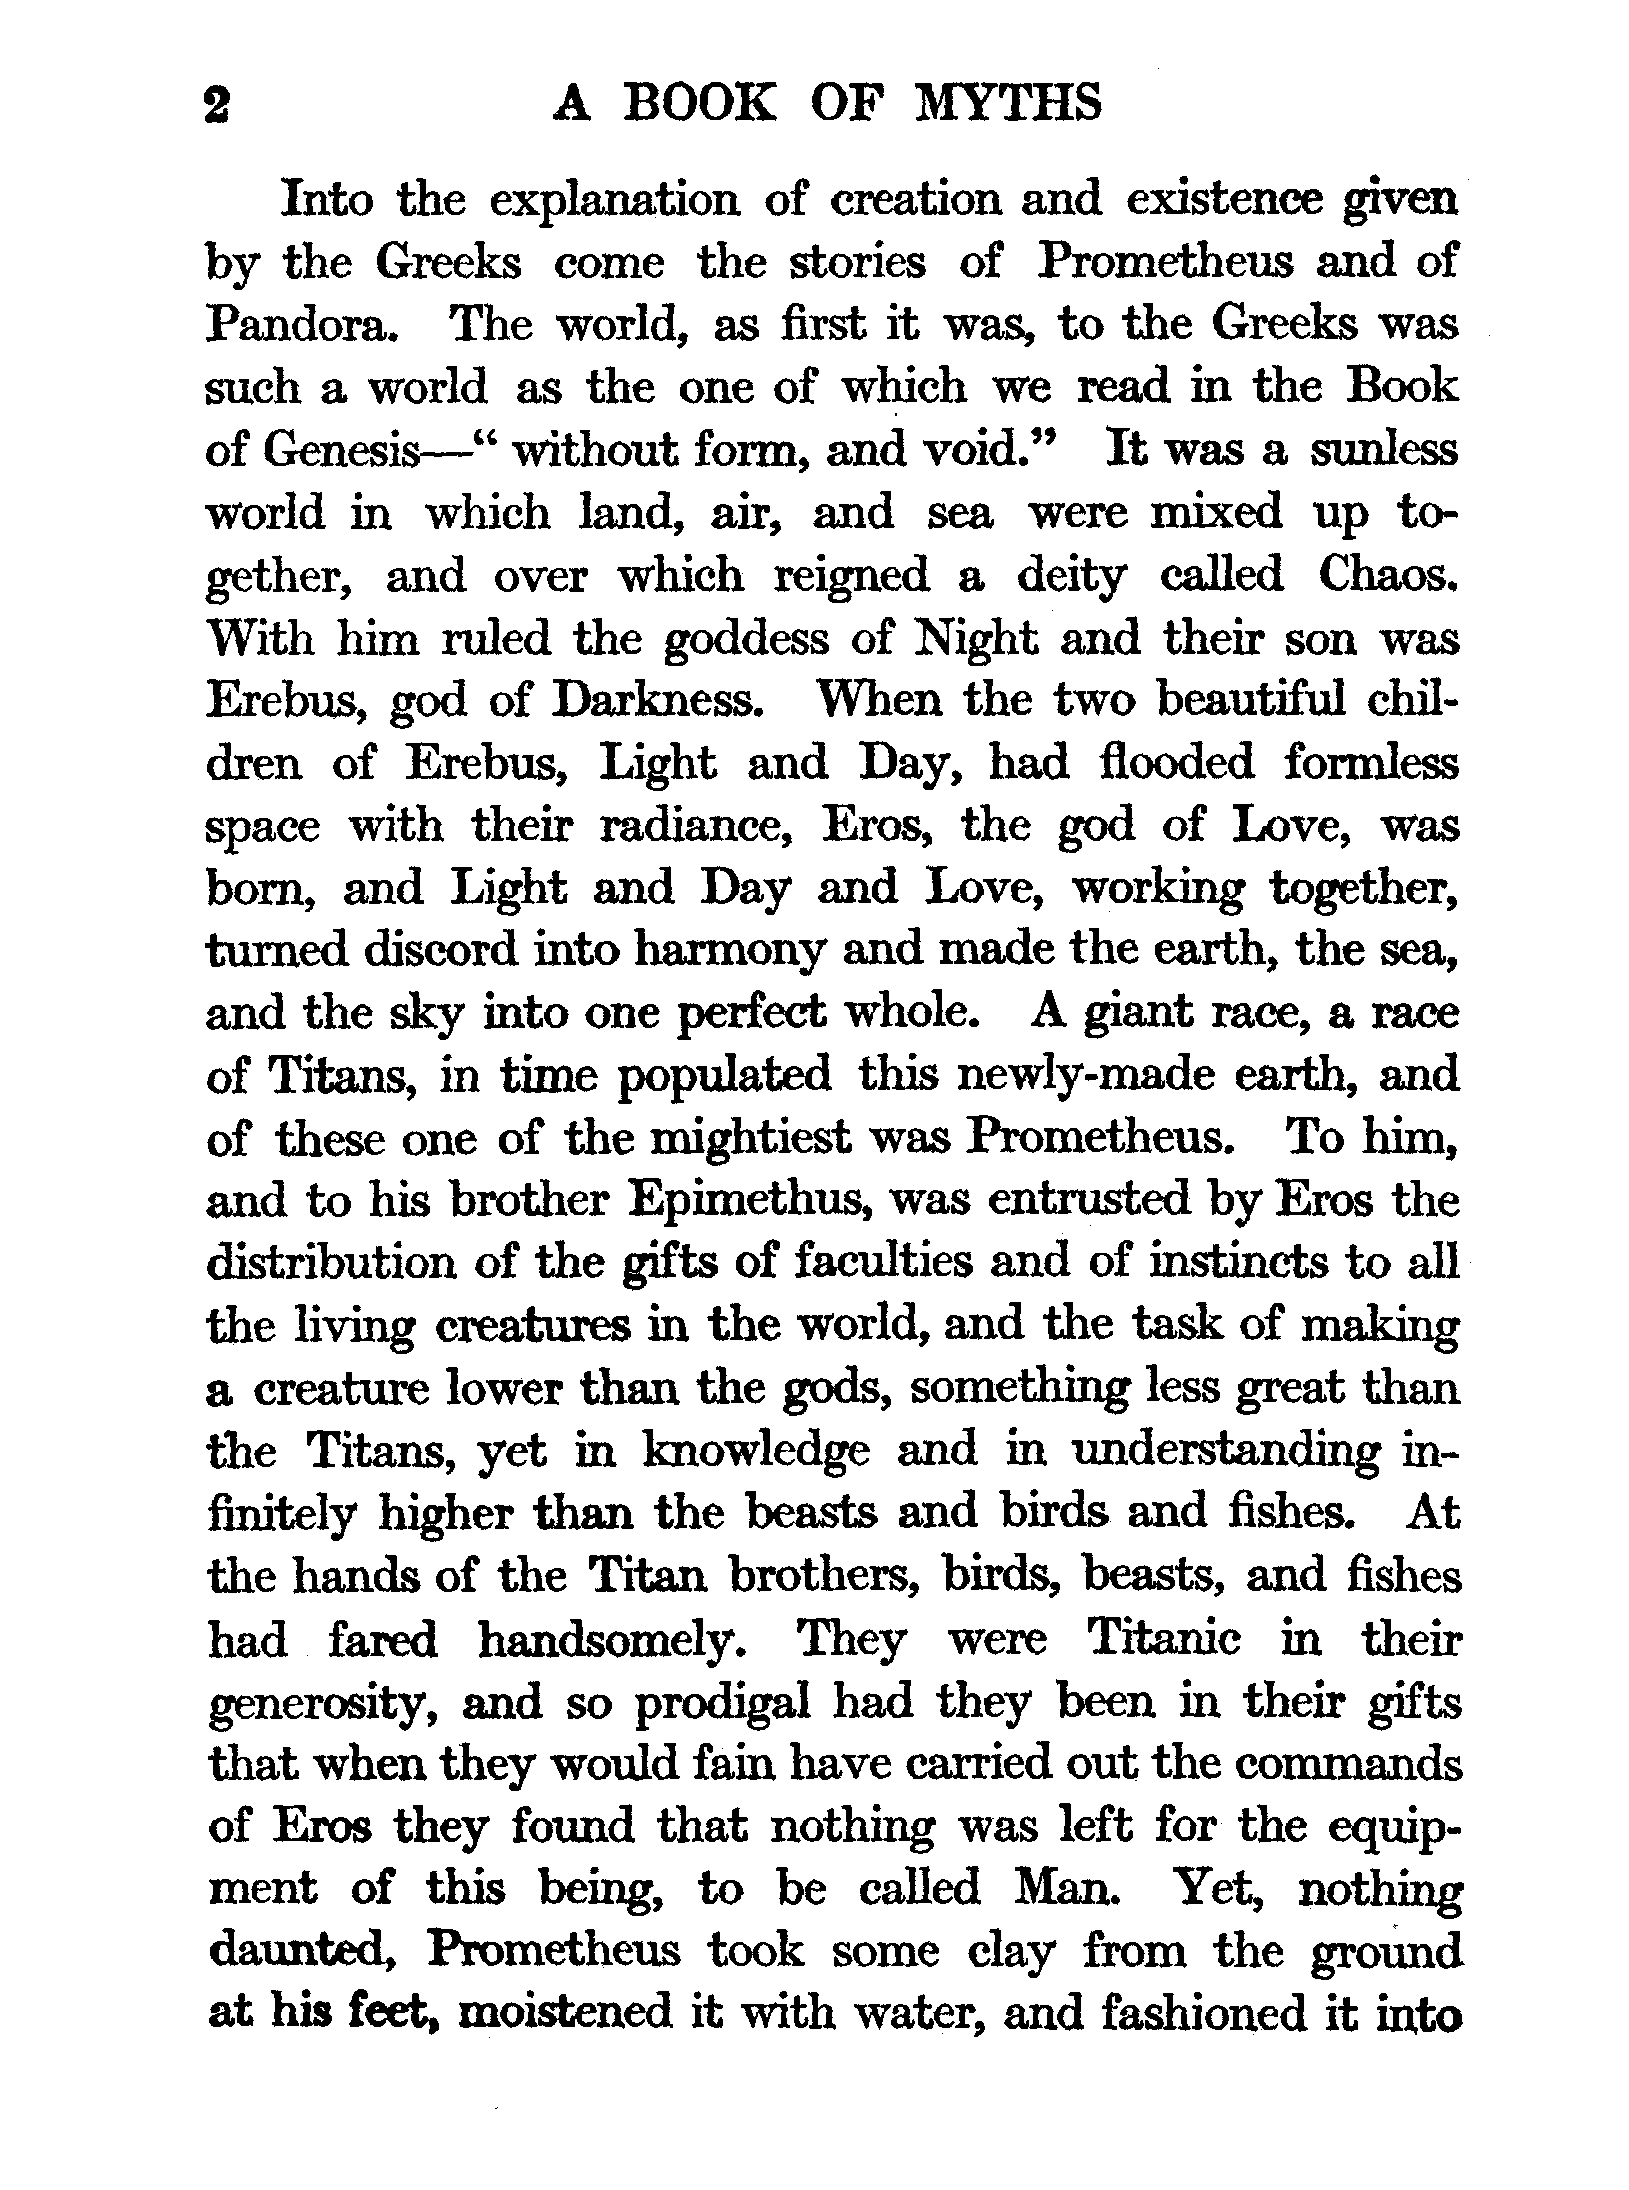 2 A BOOK OF MYTHS
Into the explanation of creation and existence given
by the Greeks come the stories of Prometheus and of
Pandora. The world, as first it was, to the Greeks was
such a world as the one of which we read in the Book
of Genesis—“ without form, and void.” It was a sunless
world in which land, air, and sea were mixed up to-
gether, and over which reigned a deity called Chaos.
With him ruled the goddess of Night and their son was
Erebus, god of Darkness. When the two beautiful chil-
dren of Erebus, Light and Day, had flooded formless
space with their radiance, Eros, the god of Love, was
born, and Light and Day and Love, working together,
turned discord into harmony and made the earth, the sea,
and the sky into one perfect whole. A giant race, a race
of Titans, in time populated this newly-made earth, and
of these one of the mightiest was Prometheus. To him,
and to his brother Epimethus, was entrusted by Eros the
distribution of the gifts of faculties and of instincts to all
the living creatures in the world, and the task of making
a creature lower than the gods, something less great than
the Titans, yet in knowledge and in understanding in-
finitely higher than the beasts and birds and fishes. At
the hands of the Titan brothers, birds, beasts, and fishes
had fared handsomely. They were Titanic in their
generosity, and so prodigal had they been in their gifts
that when they would fain have carried out the commands
of Eros they found that nothing was left for the equip-
ment of this being, to be called Man. Yet, nothing
daunted, Prometheus took some clay from the ground
at his feet, moistened it with water, and fashioned it into